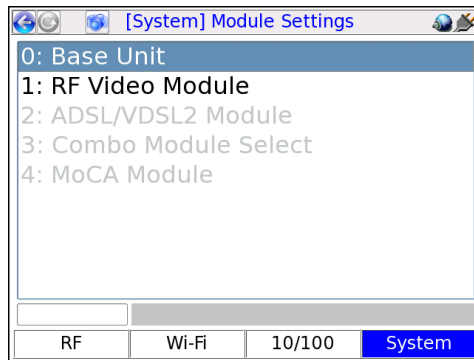 [System] Module Settings
0: Base Unit
1: RF Video Module
2: ADSL/VDSL2 Module
3: Combo Module Select
4: MoCA Module
RF Wi-Fi 10/100 System